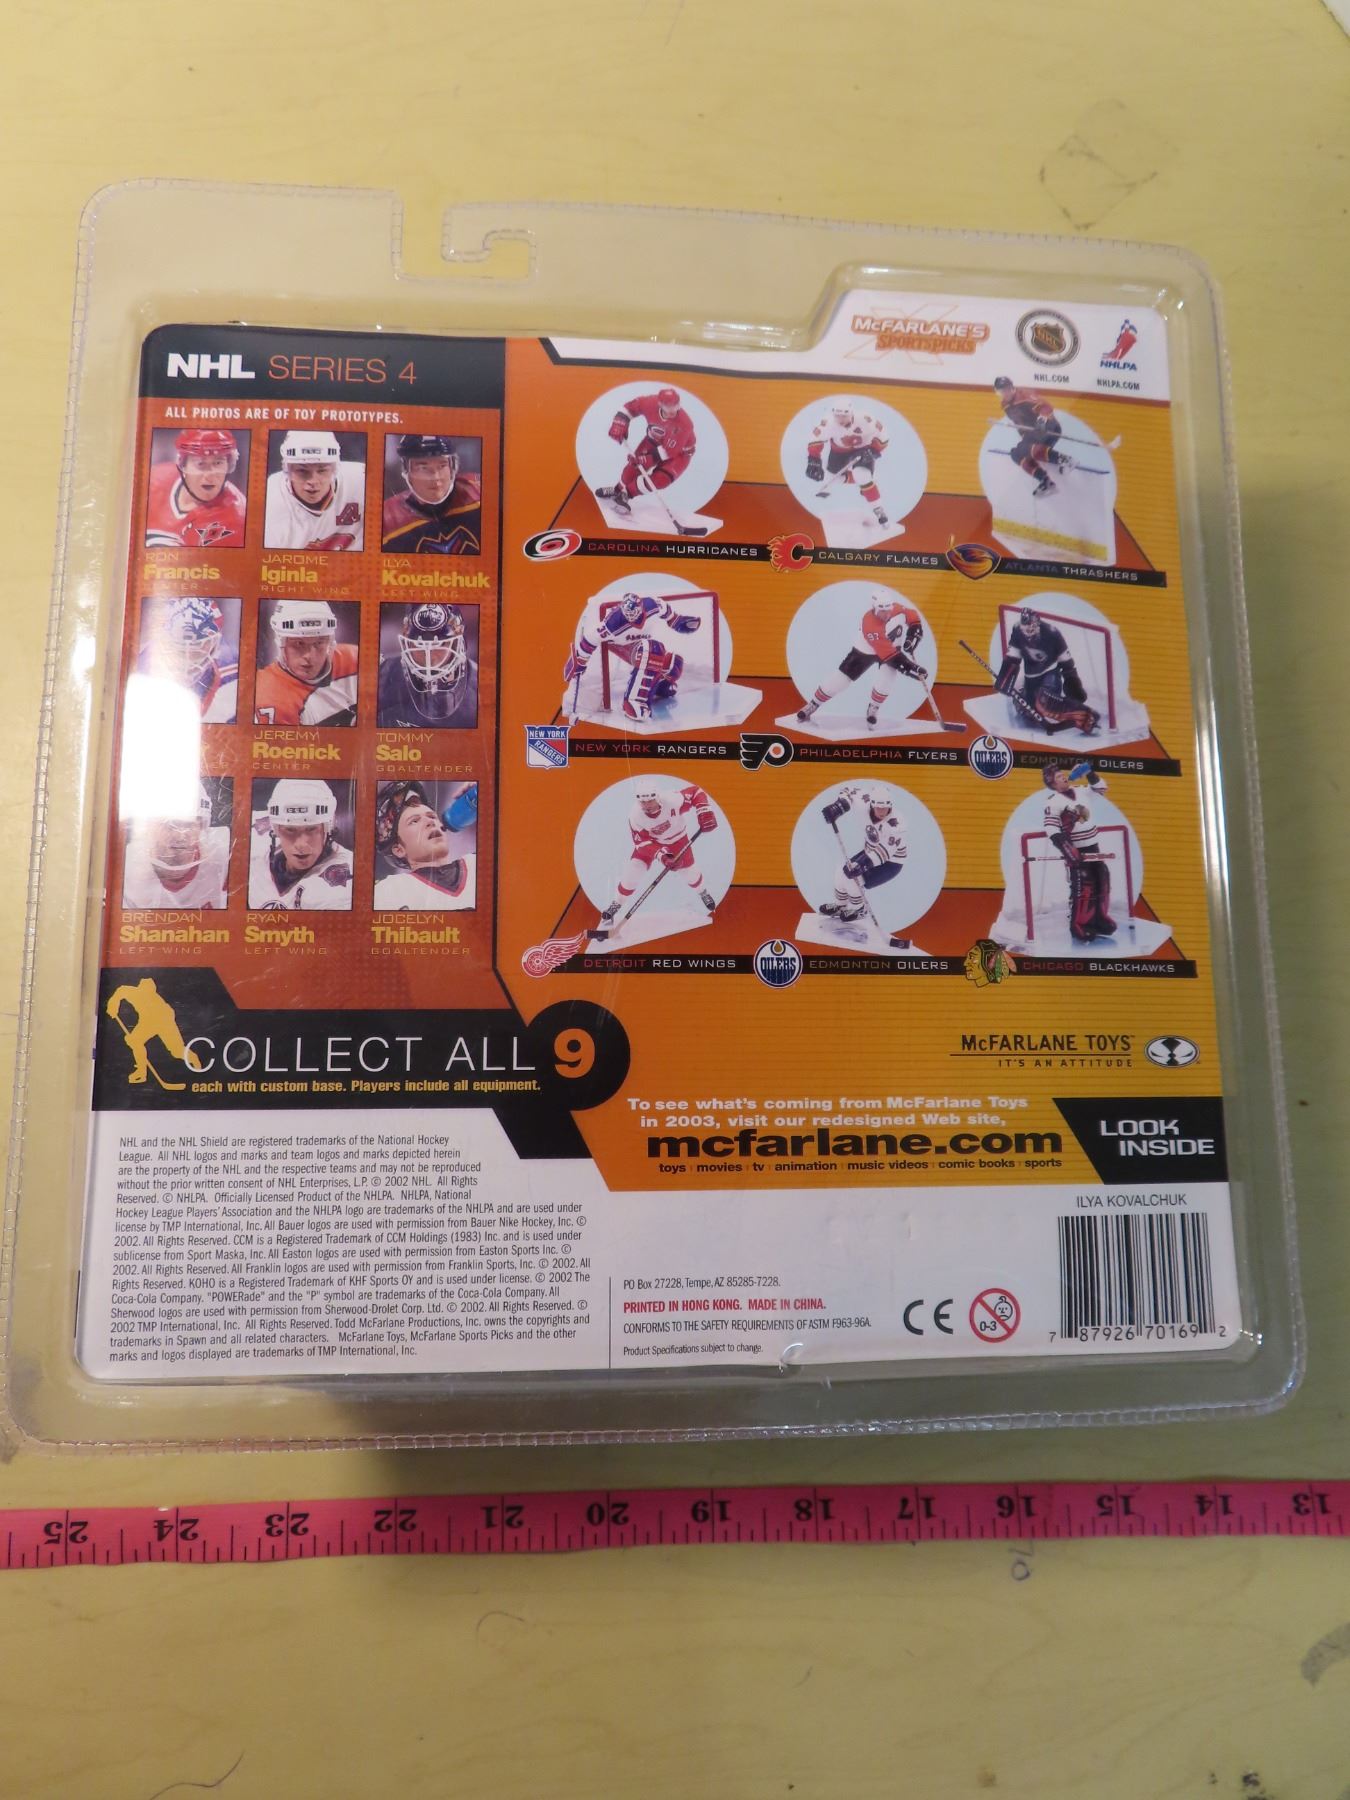 McFARLANE'S
SPORTSPICKS
NHL
NHL.COM
NHLPA
NHLPA.COM
NHL SERIES 4
ALL PHOTOS ARE OF TOY PROTOTYPES.
RON
Francis
CENTER
JAROME
Iginla
RIGHT WING
ILYA
Kovalchuk
LEFT WING
JEREMY
Roenick
CENTER
TOMMY
Salo
GOALTENDER
BRENDAN
Shanahan
LEFT WING
RYAN
Smyth
LEFT WING
JOCELYN
Thibault
GOALTENDER
CAROLINA HURRICANES
CALGARY FLAMES
ATLANTA THRASHERS
NEW YORK
RANGERS
NEW YORK RANGERS
PHILADELPHIA FLYERS
OILERS
EDMONTON OILERS
DETROIT RED WINGS
OILERS
EDMONTON OILERS
CHICAGO BLACKHAWKS
10
35
97
14
94
COLLECT ALL 9
each with custom base. Players include all equipment.
McFARLANE TOYS™
IT'S AN ATTITUDE
To see what's coming from McFarlane Toys
in 2003, visit our redesigned Web site,
mcfarlane.com
toys | movies | tv | animation | music videos | comic books | sports
LOOK
INSIDE
NHL and the NHL Shield are registered trademarks of the National Hockey
League. All NHL logos and marks and team logos and marks depicted herein
are the property of the NHL and the respective teams and may not be reproduced
without the prior written consent of NHL Enterprises, L.P. © 2002 NHL. All Rights
Reserved. © NHLPA. Officially Licensed Product of the NHLPA. NHLPA, National
Hockey League Players' Association and the NHLPA logo are trademarks of the NHLPA and are used under
license by TMP International, Inc. All Bauer logos are used with permission from Bauer Nike Hockey, Inc. ©
2002. All Rights Reserved. CCM is a Registered Trademark of CCM Holdings (1983) Inc. and is used under
sublicense from Sport Maska, Inc. All Easton logos are used with permission from Easton Sports Inc. ©
2002. All Rights Reserved. All Franklin logos are used with permission from Franklin Sports, Inc. © 2002. All
Rights Reserved. KOHO is a Registered Trademark of KHF Sports OY and is used under license. © 2002 The
Coca-Cola Company. "POWERade" and the "P" symbol are trademarks of the Coca-Cola Company. All
Sherwood logos are used with permission from Sherwood-Drolet Corp. Ltd. © 2002. All Rights Reserved. ©
2002 TMP International, Inc. All Rights Reserved. Todd McFarlane Productions, Inc. owns the copyrights and
trademarks in Spawn and all related characters. McFarlane Toys, McFarlane Sports Picks and the other
marks and logos displayed are trademarks of TMP International, Inc.
PO Box 27228, Tempe, AZ 85285-7228.
PRINTED IN HONG KONG. MADE IN CHINA.
CONFORMS TO THE SAFETY REQUIREMENTS OF ASTM F963-96A.
Product Specifications subject to change.
CE
0-3
ILYA KOVALCHUK
7 87926 70169 2
25 24 23 22 21 20 19 18 17 16 15 14 13